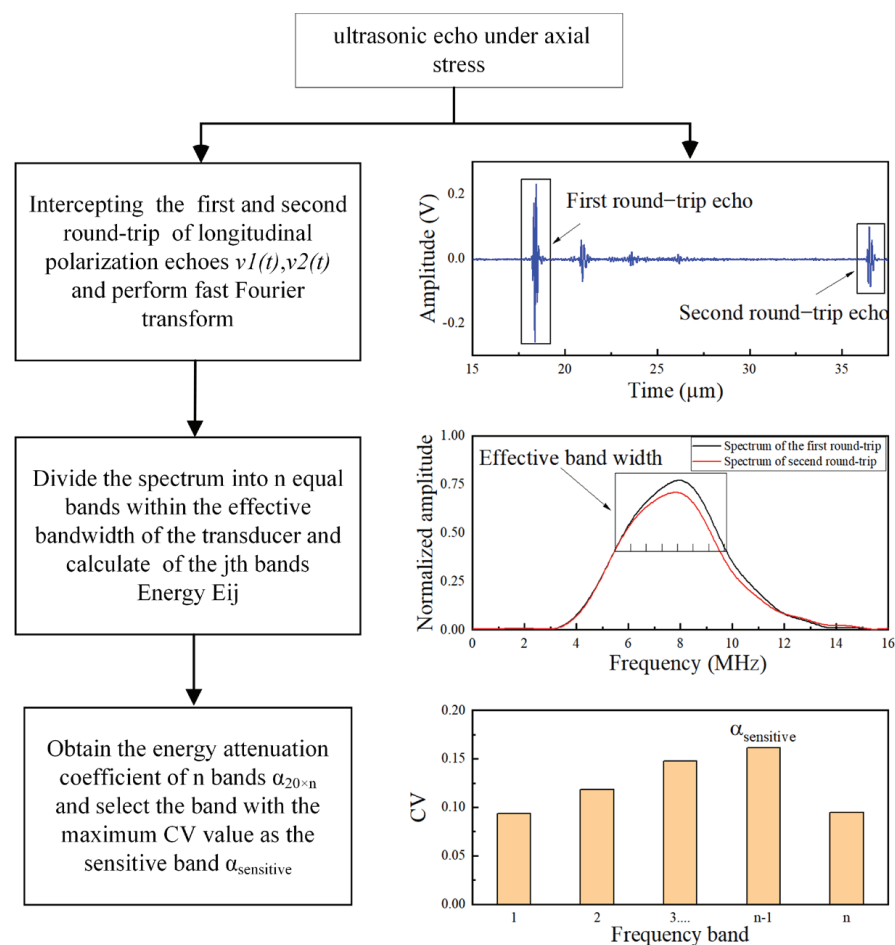 ultrasonic echo under axial
stress
Intercepting the first and second
round-trip of longitudinal
polarization echoes v1(t),v2(t)
and perform fast Fourier
transform
Amplitude (V)
0.2
0.0
-0.2
First round−trip echo
Second round−trip echo
15 20 25 30 35
Time (μm)
Divide the spectrum into n equal
bands within the effective
bandwidth of the transducer and
calculate of the jth bands
Energy Eij
Normalized amplitude
1.00
0.75
0.50
0.25
0.00
Effective band width
Spectrum of the first round-trip
Spectrum of secend round-trip
0 2 4 6 8 10 12 14 16
Frequency (MHz)
Obtain the energy attenuation
coefficient of n bands α20×n
and select the band with the
maximum CV value as the
sensitive band αsensitive
CV
0.20
0.15
0.10
0.05
0.00
αsensitive
1 2 3.... n-1 n
Frequency band